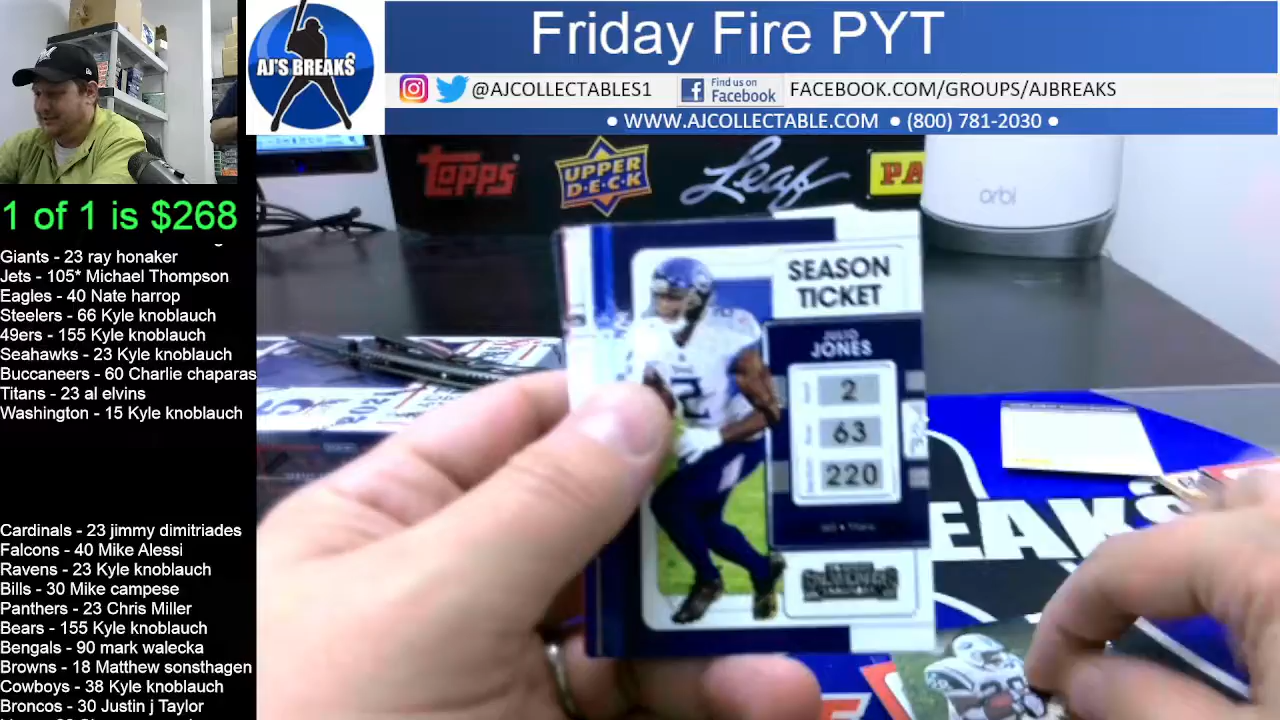 Friday Fire PYT
AJ'S BREAKS
@AJCOLLECTABLES1
Find us on
Facebook
FACEBOOK.COM/GROUPS/AJBREAKS
• WWW.AJCOLLECTABLE.COM • (800) 781-2030 •
Topps
UPPER
DECK
Leaf
PA
orbi
1 of 1 is $268
Giants - 23 ray honaker
Jets - 105* Michael Thompson
Eagles - 40 Nate harrop
Steelers - 66 Kyle knoblauch
49ers - 155 Kyle knoblauch
Seahawks - 23 Kyle knoblauch
Buccaneers - 60 Charlie chaparas
Titans - 23 al elvins
Washington - 15 Kyle knoblauch
Cardinals - 23 jimmy dimitriades
Falcons - 40 Mike Alessi
Ravens - 23 Kyle knoblauch
Bills - 30 Mike campese
Panthers - 23 Chris Miller
Bears - 155 Kyle knoblauch
Bengals - 90 mark walecka
Browns - 18 Matthew sonsthagen
Cowboys - 38 Kyle knoblauch
Broncos - 30 Justin j Taylor
SEASON
TICKET
JULIO
JONES
2
63
220
EAKS